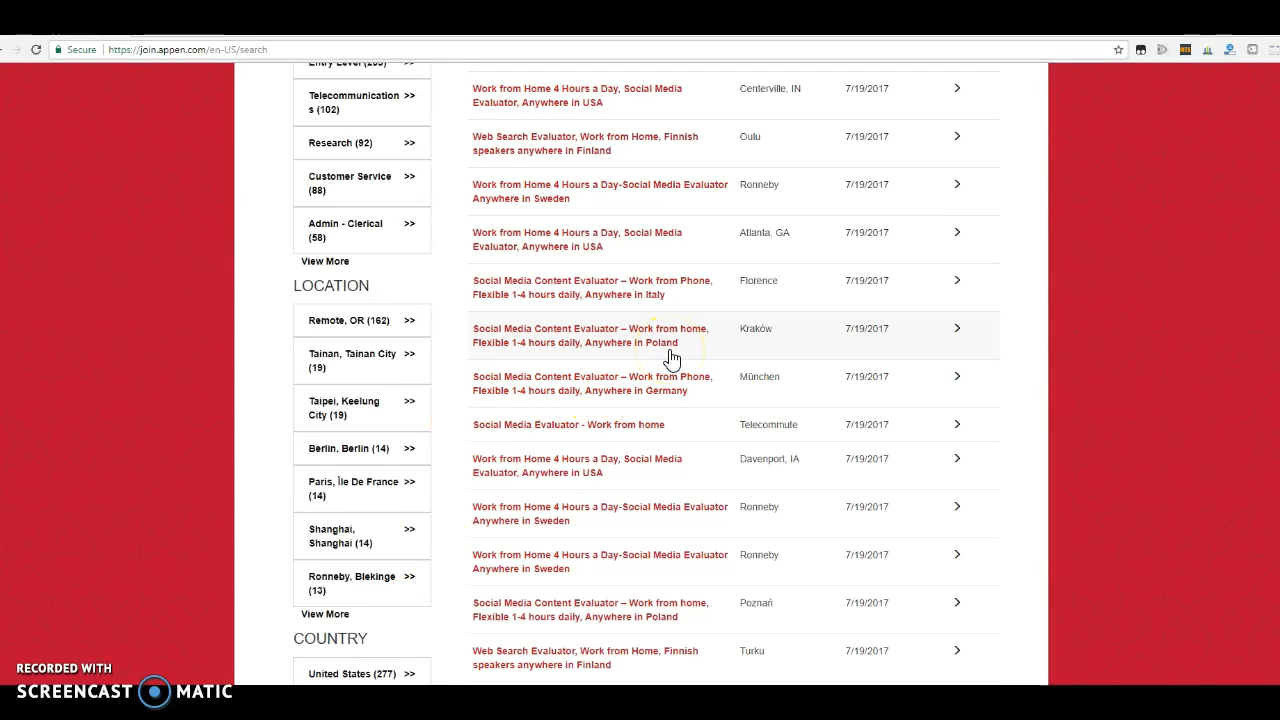 Secure
https://join.appen.com/en-US/search
>>
Telecommunication >>
s (102)
Research (92) >>
Customer Service >>
(88)
Admin - Clerical >>
(58)
View More
LOCATION
Remote, OR (162) >>
Tainan, Tainan City >>
(19)
Taipei, Keelung >>
City (19)
Berlin, Berlin (14) >>
Paris, Île De France >>
(14)
Shanghai, >>
Shanghai (14)
Ronneby, Blekinge >>
(13)
View More
COUNTRY
United States (277) >>
Work from Home 4 Hours a Day, Social Media Centerville, IN 7/19/2017 >
Evaluator, Anywhere in USA
Web Search Evaluator, Work from Home, Finnish Oulu 7/19/2017 >
speakers anywhere in Finland
Work from Home 4 Hours a Day-Social Media Evaluator Ronneby 7/19/2017 >
Anywhere in Sweden
Work from Home 4 Hours a Day, Social Media Atlanta, GA 7/19/2017 >
Evaluator, Anywhere in USA
Social Media Content Evaluator – Work from Phone, Florence 7/19/2017 >
Flexible 1-4 hours daily, Anywhere in Italy
Social Media Content Evaluator – Work from home, Kraków 7/19/2017 >
Flexible 1-4 hours daily, Anywhere in Poland
Social Media Content Evaluator – Work from Phone, München 7/19/2017 >
Flexible 1-4 hours daily, Anywhere in Germany
Social Media Evaluator - Work from home Telecommute 7/19/2017 >
Work from Home 4 Hours a Day, Social Media Davenport, IA 7/19/2017 >
Evaluator, Anywhere in USA
Work from Home 4 Hours a Day-Social Media Evaluator Ronneby 7/19/2017 >
Anywhere in Sweden
Work from Home 4 Hours a Day-Social Media Evaluator Ronneby 7/19/2017 >
Anywhere in Sweden
Social Media Content Evaluator – Work from home, Poznań 7/19/2017 >
Flexible 1-4 hours daily, Anywhere in Poland
Web Search Evaluator, Work from Home, Finnish Turku 7/19/2017 >
speakers anywhere in Finland
RECORDED WITH
SCREENCAST MATIC